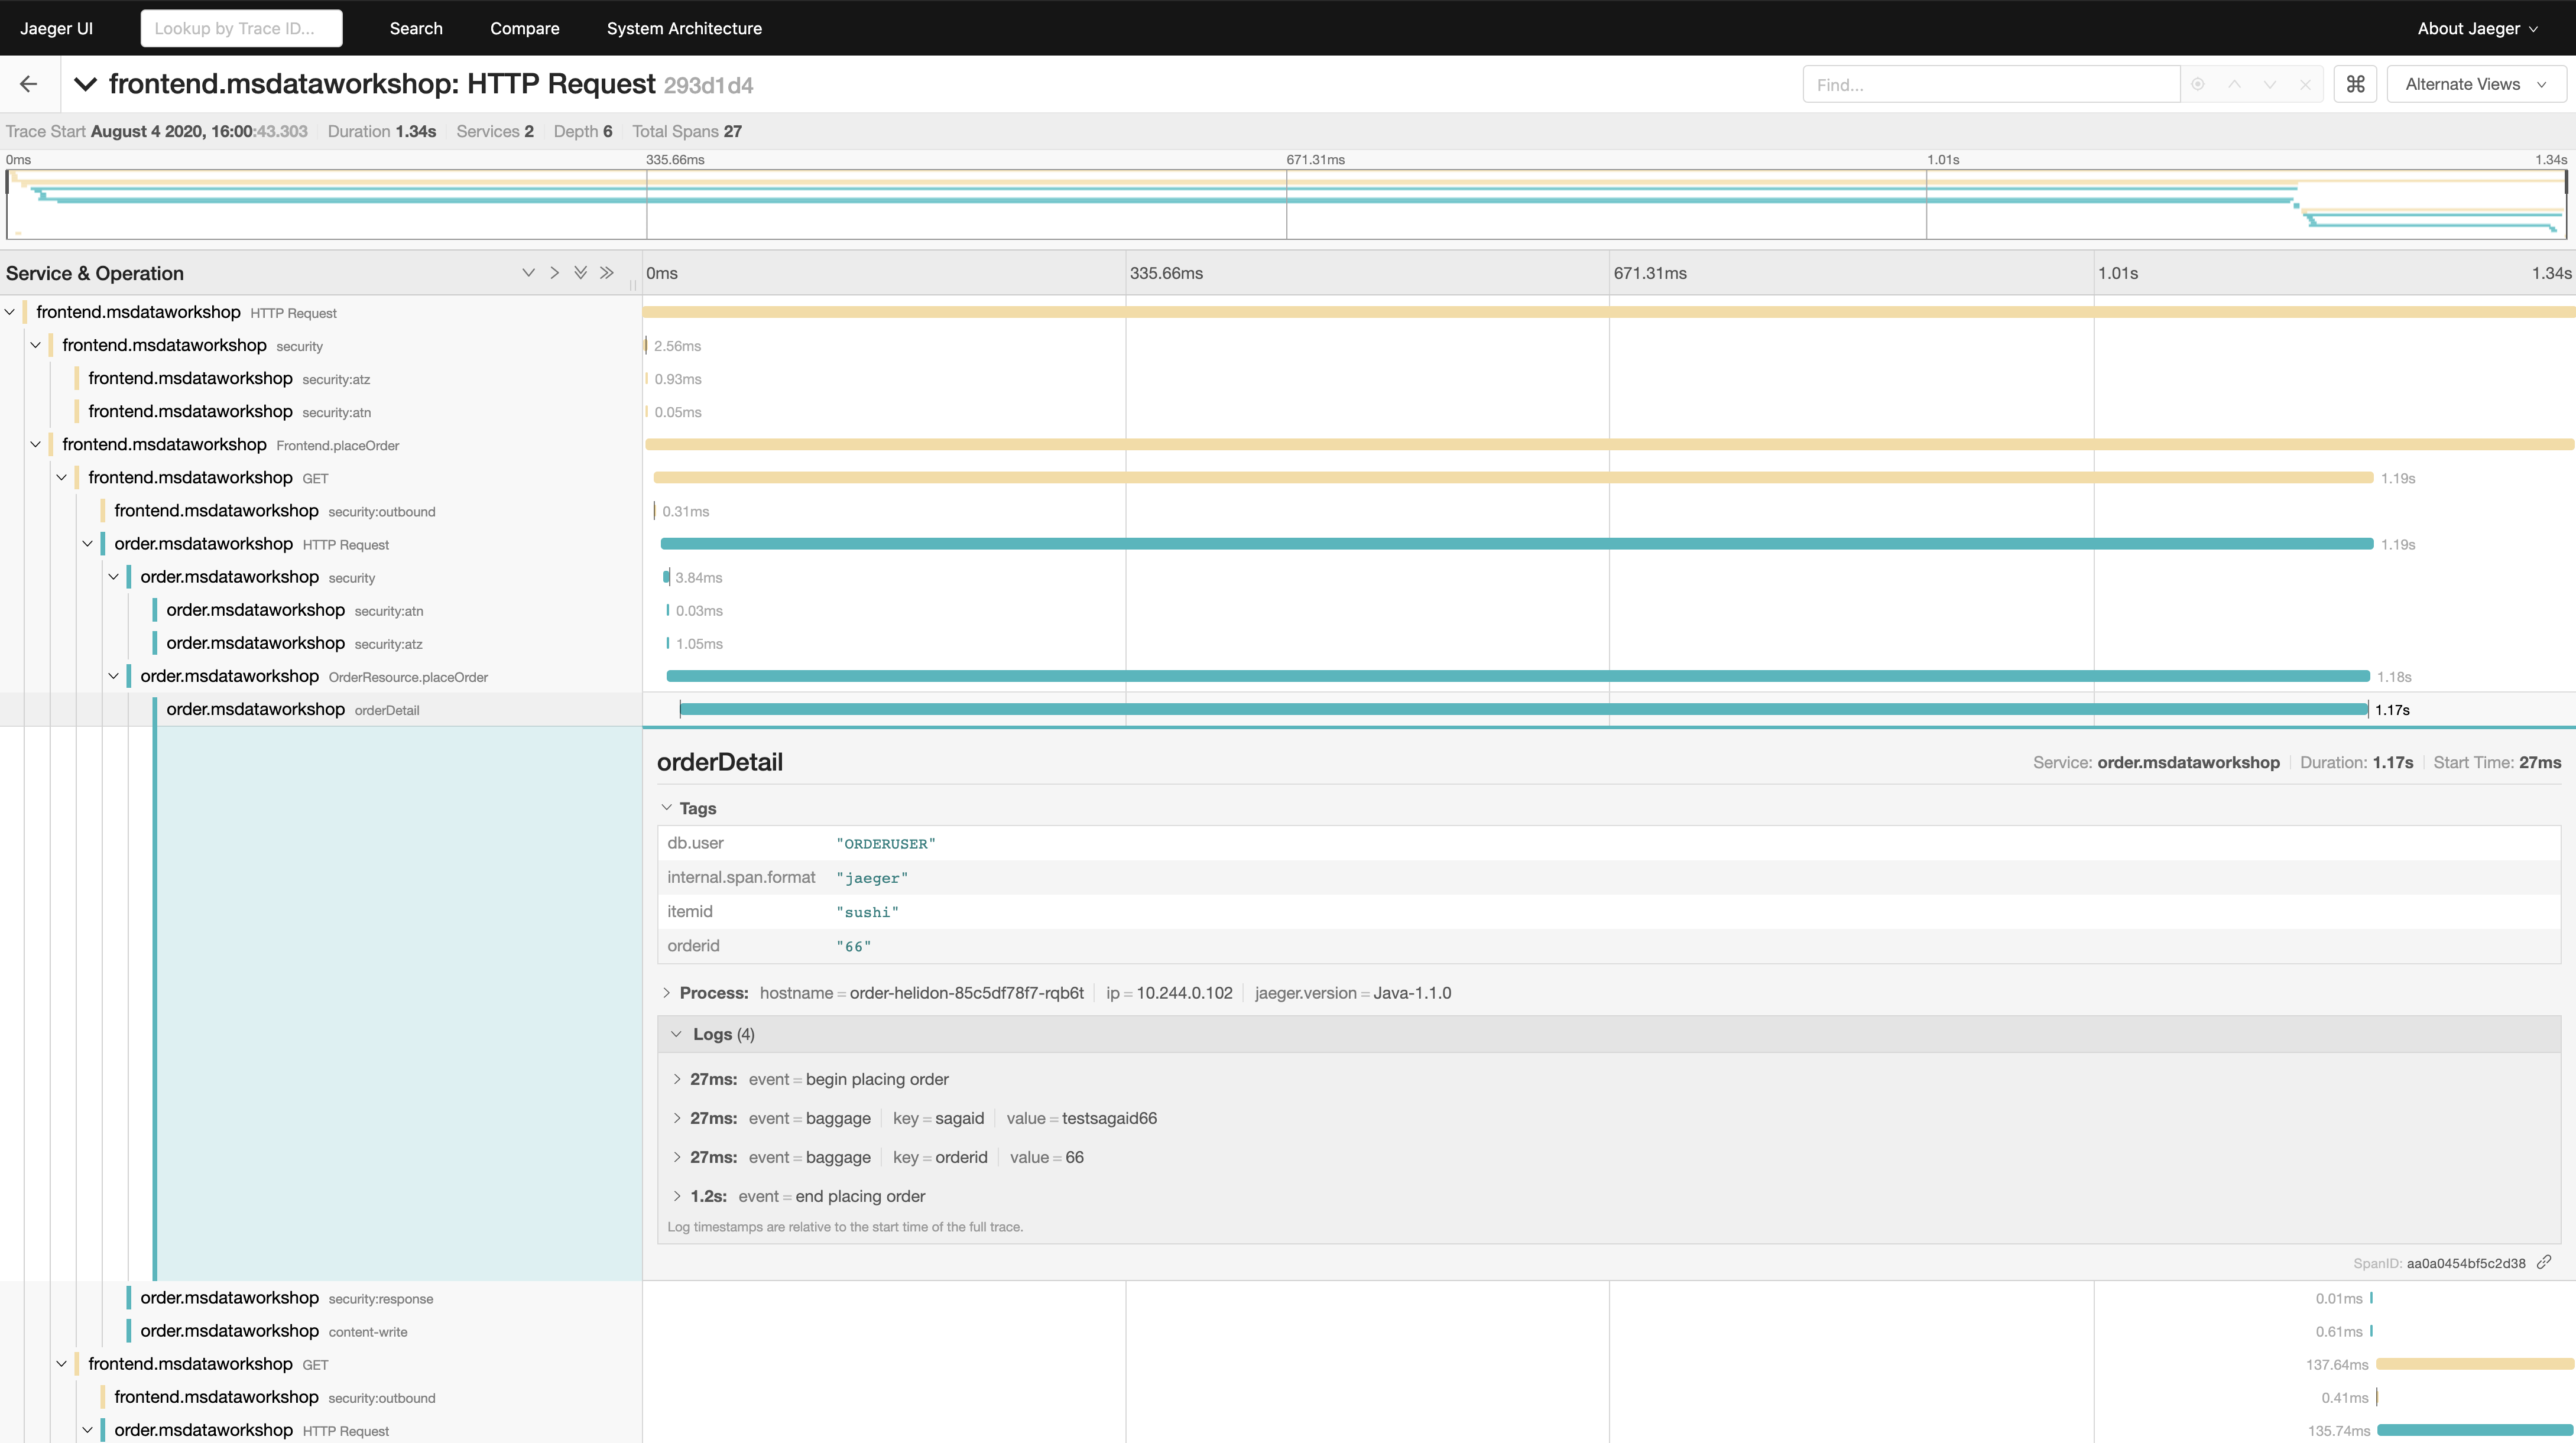 Jaeger UI Lookup by Trace ID... Search Compare System Architecture About Jaeger
frontend.msdataworkshop: HTTP Request 293d1d4 Find... ⌘ Alternate Views
Trace Start August 4 2020, 16:00:43.303 Duration 1.34s Services 2 Depth 6 Total Spans 27
0ms 335.66ms 671.31ms 1.01s 1.34s
Service & Operation 0ms 335.66ms 671.31ms 1.01s 1.34s
frontend.msdataworkshop HTTP Request
frontend.msdataworkshop security 2.56ms
frontend.msdataworkshop security:atz 0.93ms
frontend.msdataworkshop security:atn 0.05ms
frontend.msdataworkshop Frontend.placeOrder
frontend.msdataworkshop GET 1.19s
frontend.msdataworkshop security:outbound 0.31ms
order.msdataworkshop HTTP Request 1.19s
order.msdataworkshop security 3.84ms
order.msdataworkshop security:atn 0.03ms
order.msdataworkshop security:atz 1.05ms
order.msdataworkshop OrderResource.placeOrder 1.18s
order.msdataworkshop orderDetail 1.17s
orderDetail Service: order.msdataworkshop Duration: 1.17s Start Time: 27ms
Tags
db.user "ORDERUSER"
internal.span.format "jaeger"
itemid "sushi"
orderid "66"
Process: hostname = order-helidon-85c5df78f7-rqb6t ip = 10.244.0.102 jaeger.version = Java-1.1.0
Logs (4)
27ms: event = begin placing order
27ms: event = baggage key = sagaid value = testsagaid66
27ms: event = baggage key = orderid value = 66
1.2s: event = end placing order
Log timestamps are relative to the start time of the full trace.
SpanID: aa0a0454bf5c2d38
order.msdataworkshop security:response 0.01ms
order.msdataworkshop content-write 0.61ms
frontend.msdataworkshop GET 137.64ms
frontend.msdataworkshop security:outbound 0.41ms
order.msdataworkshop HTTP Request 135.74ms